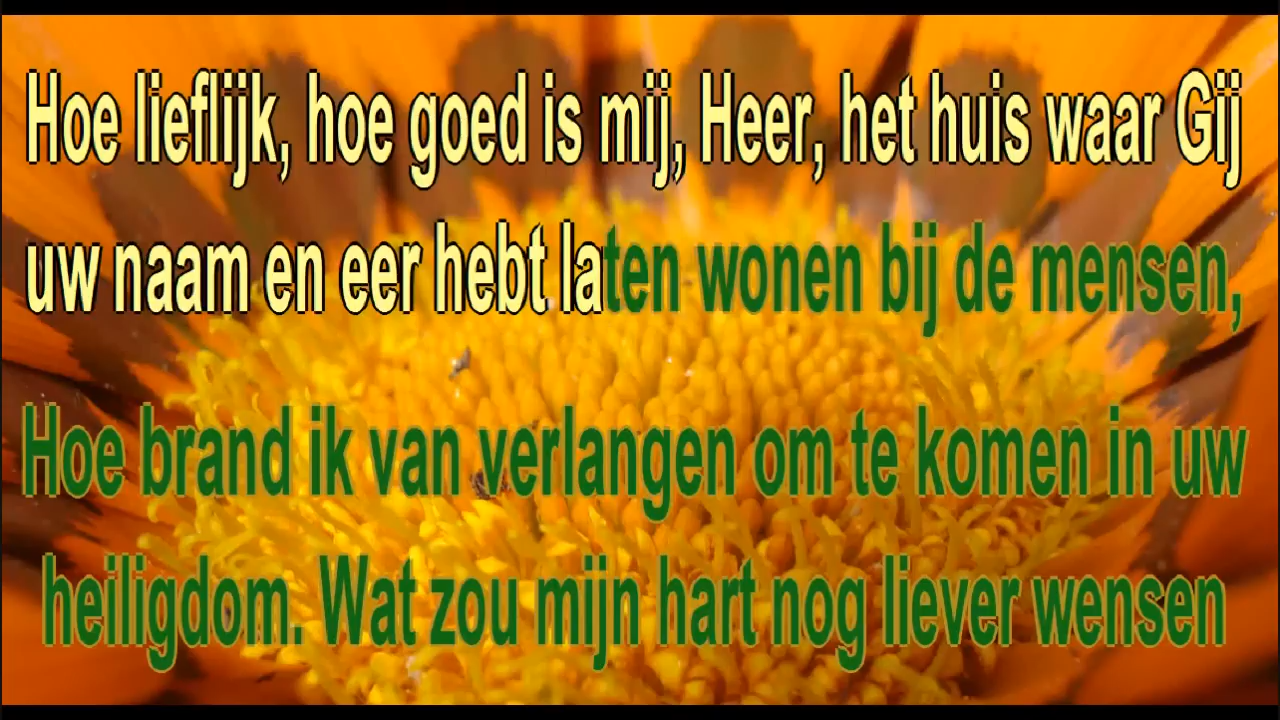 Hoe lieflijk, hoe goed is mij, Heer, het huis waar Gij
uw naam en eer hebt laten wonen bij de mensen,
Hoe brand ik van verlangen om te komen in uw
heiligdom. Wat zou mijn hart nog liever wensen